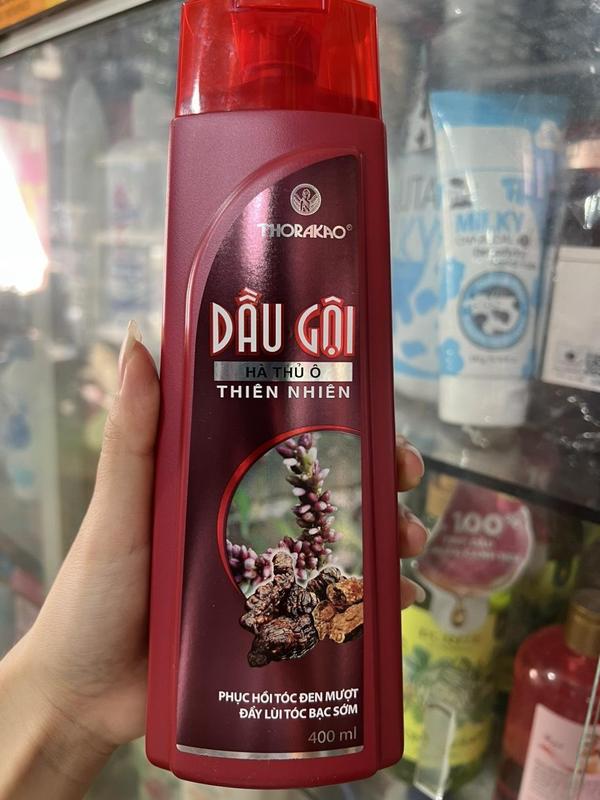 THORAKAO®
DẦU GỘI
HÀ THỦ Ô
THIÊN NHIÊN
PHỤC HỒI TÓC ĐEN MƯỢT
ĐẨY LÙI TÓC BẠC SỚM
400 ml
MILKY
100%